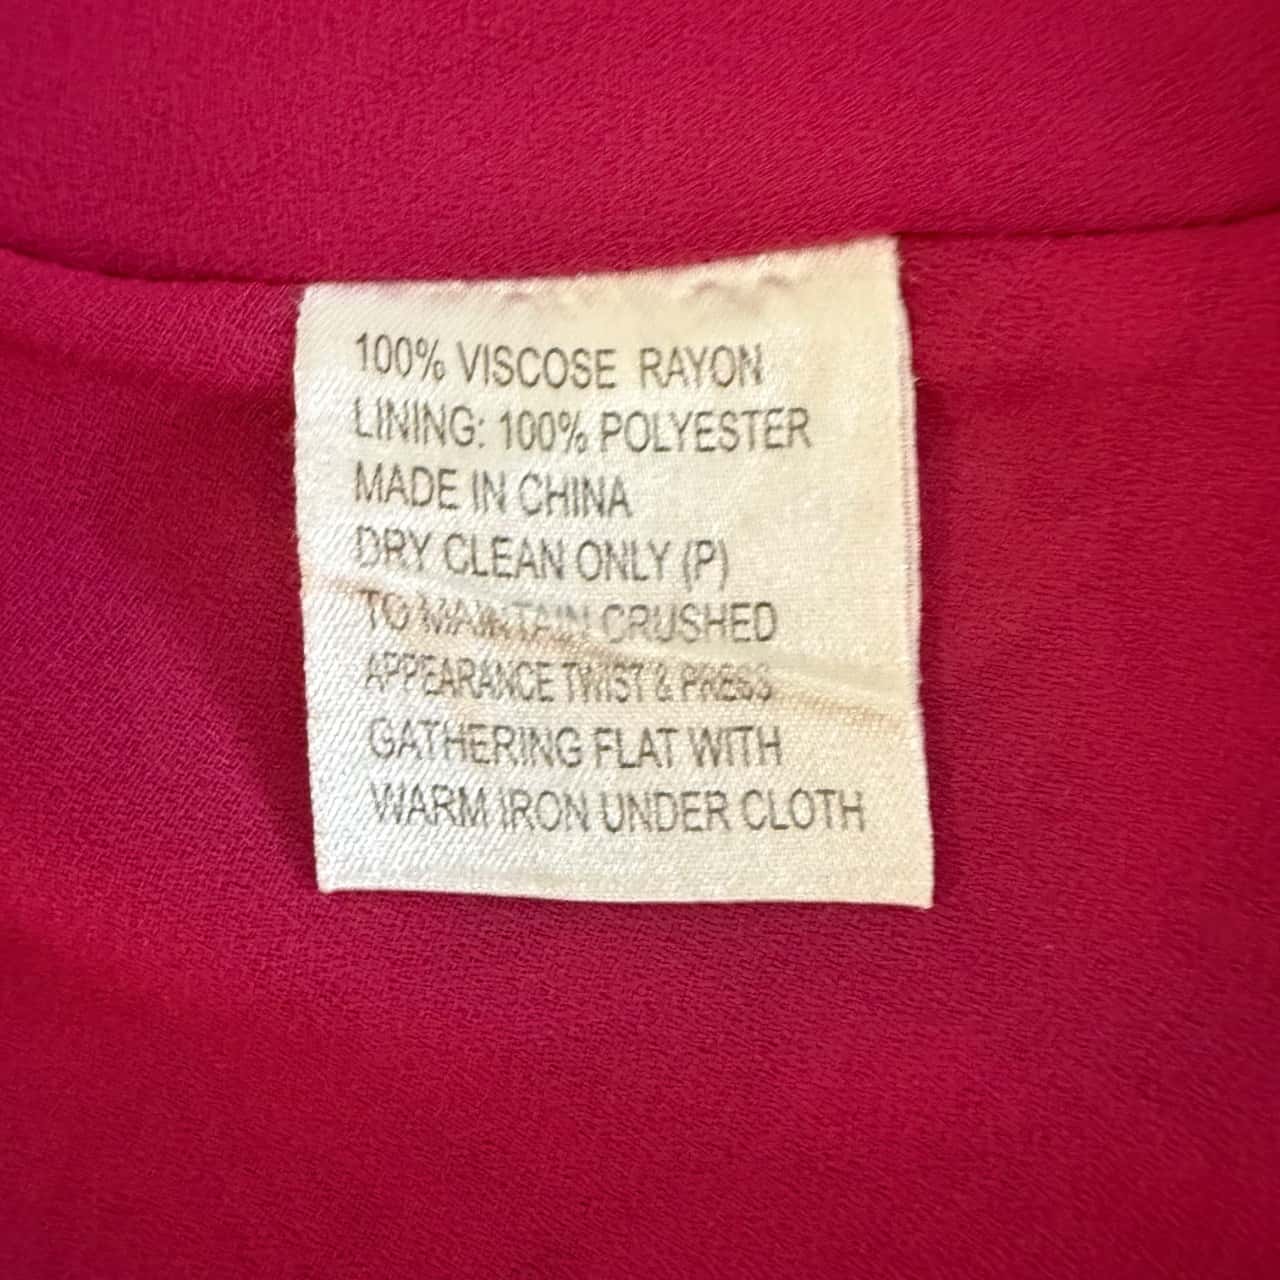 100% VISCOSE RAYON
LINING: 100% POLYESTER
MADE IN CHINA
DRY CLEAN ONLY (P)
TO MAINTAIN CRUSHED
APPEARANCE TWIST & PRESS
GATHERING FLAT WITH
WARM IRON UNDER CLOTH